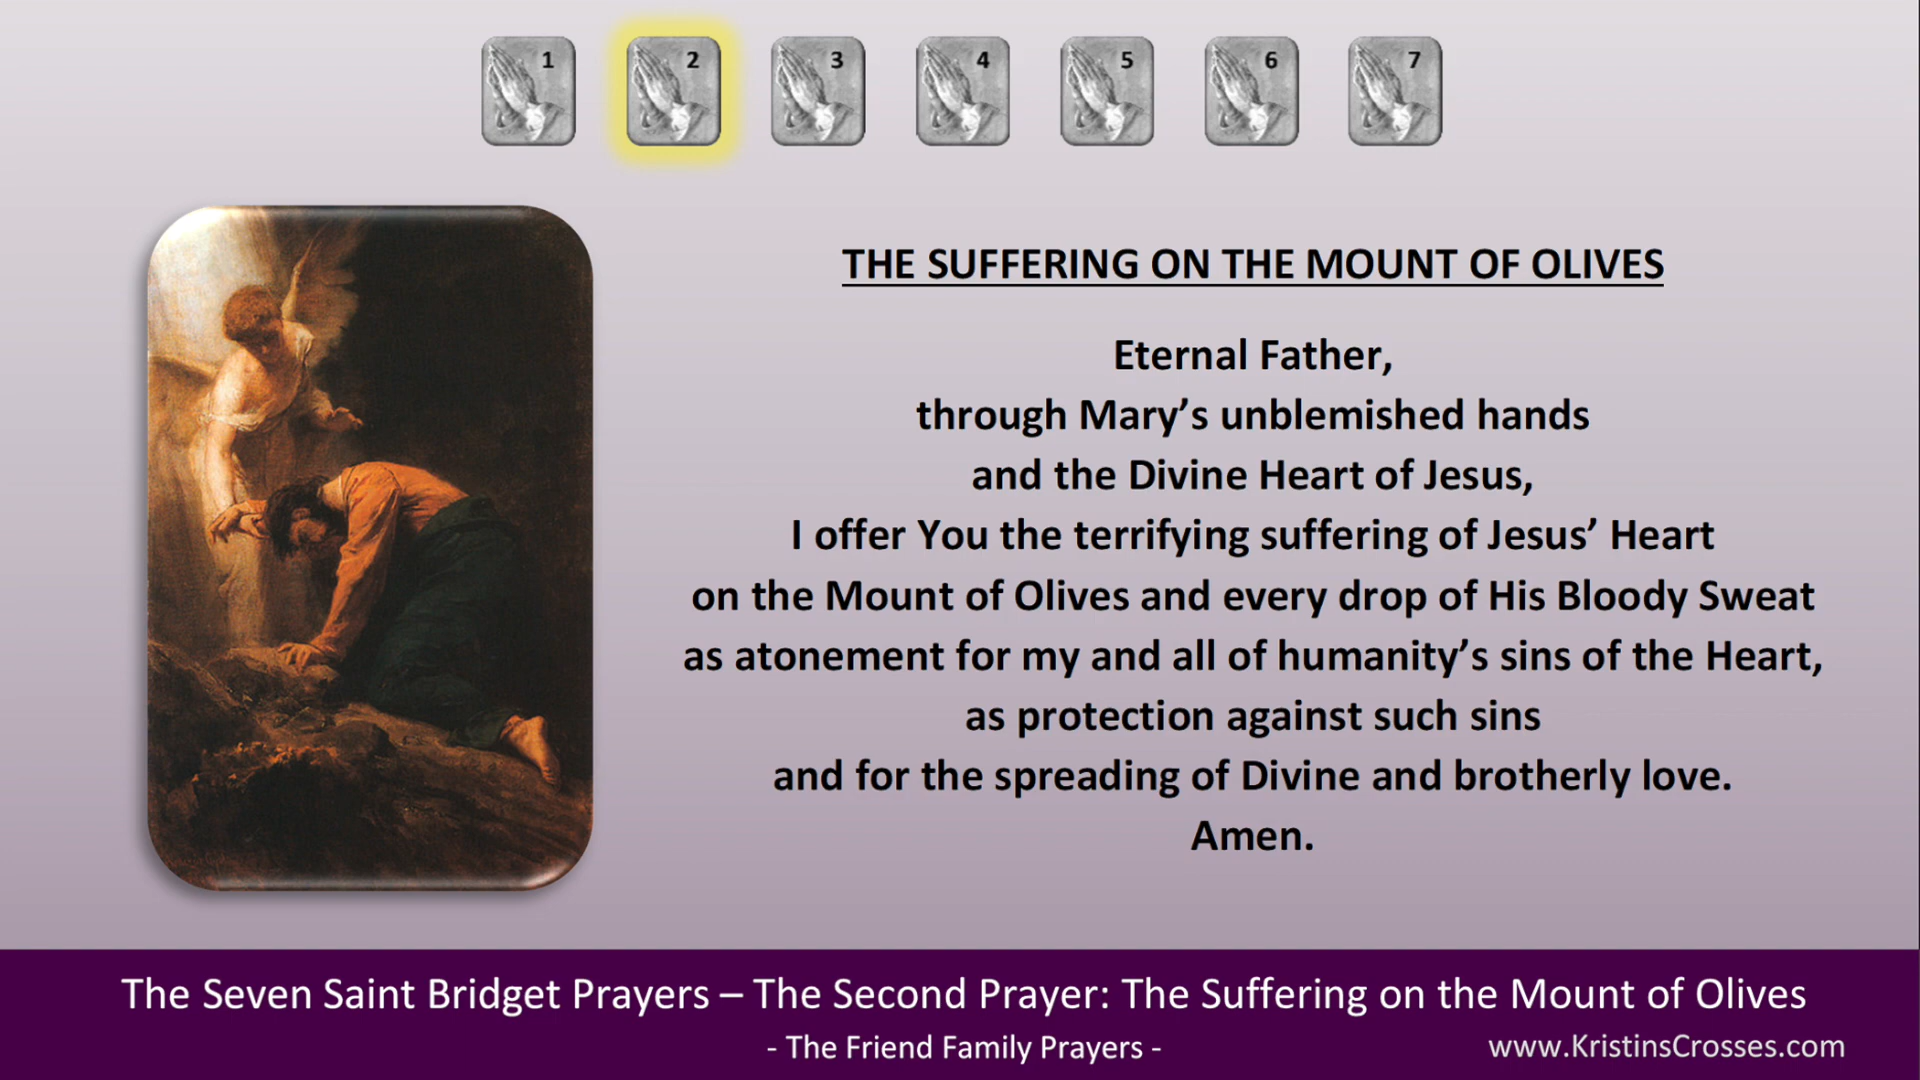 1 2 3 4 5 6 7
THE SUFFERING ON THE MOUNT OF OLIVES
Eternal Father,
through Mary’s unblemished hands
and the Divine Heart of Jesus,
I offer You the terrifying suffering of Jesus’ Heart
on the Mount of Olives and every drop of His Bloody Sweat
as atonement for my and all of humanity’s sins of the Heart,
as protection against such sins
and for the spreading of Divine and brotherly love.
Amen.
The Seven Saint Bridget Prayers – The Second Prayer: The Suffering on the Mount of Olives
- The Friend Family Prayers -
www.KristinsCrosses.com